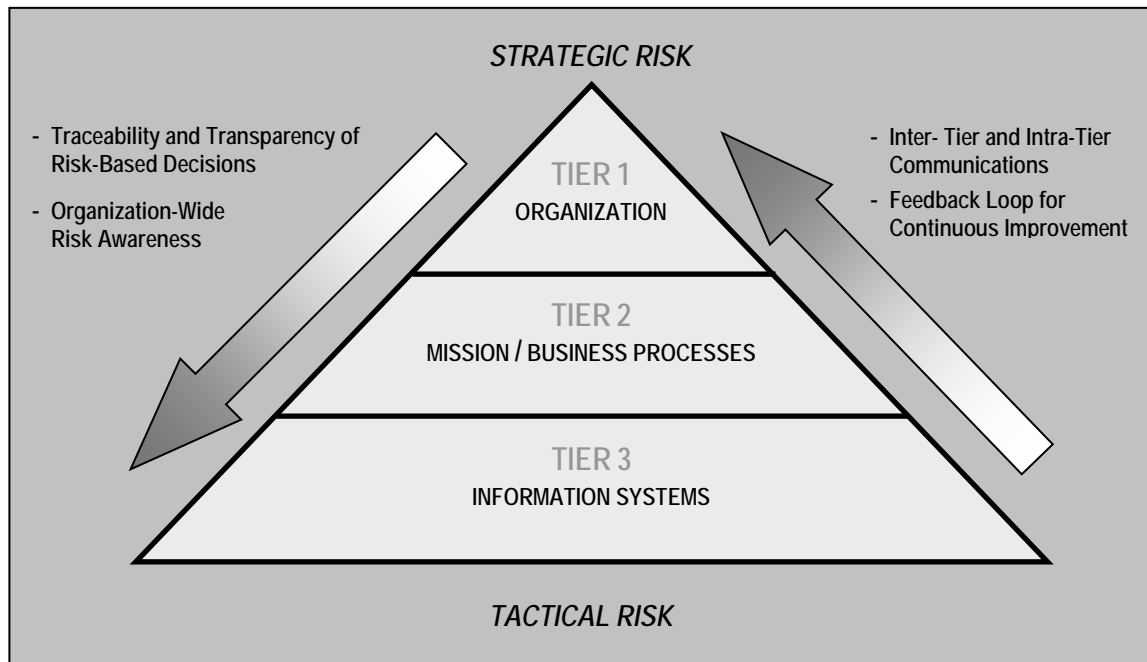 STRATEGIC RISK
- Traceability and Transparency of
Risk-Based Decisions
- Organization-Wide
Risk Awareness
- Inter- Tier and Intra-Tier
Communications
- Feedback Loop for
Continuous Improvement
TIER 1
ORGANIZATION
TIER 2
MISSION / BUSINESS PROCESSES
TIER 3
INFORMATION SYSTEMS
TACTICAL RISK